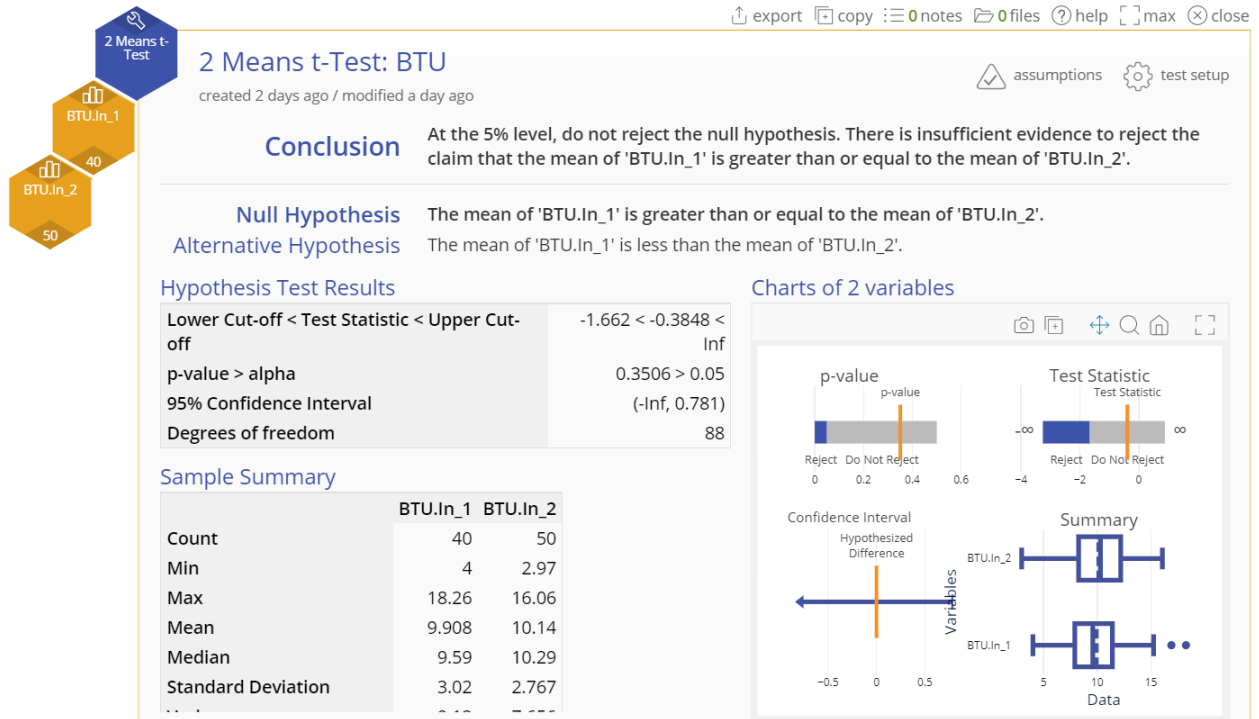 export copy 0 notes 0 files help max close
2 Means t-
Test
BTU.In_1
40
BTU.In_2
50
2 Means t-Test: BTU
created 2 days ago / modified a day ago
assumptions test setup
Conclusion
At the 5% level, do not reject the null hypothesis. There is insufficient evidence to reject the
claim that the mean of 'BTU.In_1' is greater than or equal to the mean of 'BTU.In_2'.
Null Hypothesis The mean of 'BTU.In_1' is greater than or equal to the mean of 'BTU.In_2'.
Alternative Hypothesis The mean of 'BTU.In_1' is less than the mean of 'BTU.In_2'.
Hypothesis Test Results
Lower Cut-off < Test Statistic < Upper Cut-
off
-1.662 < -0.3848 <
Inf
p-value > alpha 0.3506 > 0.05
95% Confidence Interval (-Inf, 0.781)
Degrees of freedom 88
Sample Summary
BTU.In_1 BTU.In_2
Count 40 50
Min 4 2.97
Max 18.26 16.06
Mean 9.908 10.14
Median 9.59 10.29
Standard Deviation 3.02 2.767
Charts of 2 variables
p-value
p-value
Reject Do Not Reject
0 0.2 0.4 0.6
Test Statistic
Test Statistic
-∞ ∞
Reject Do Not Reject
−4 −2 0
Confidence Interval
Hypothesized
Difference
−0.5 0 0.5
Summary
Variables
BTU.In_2
BTU.In_1
5 10 15
Data